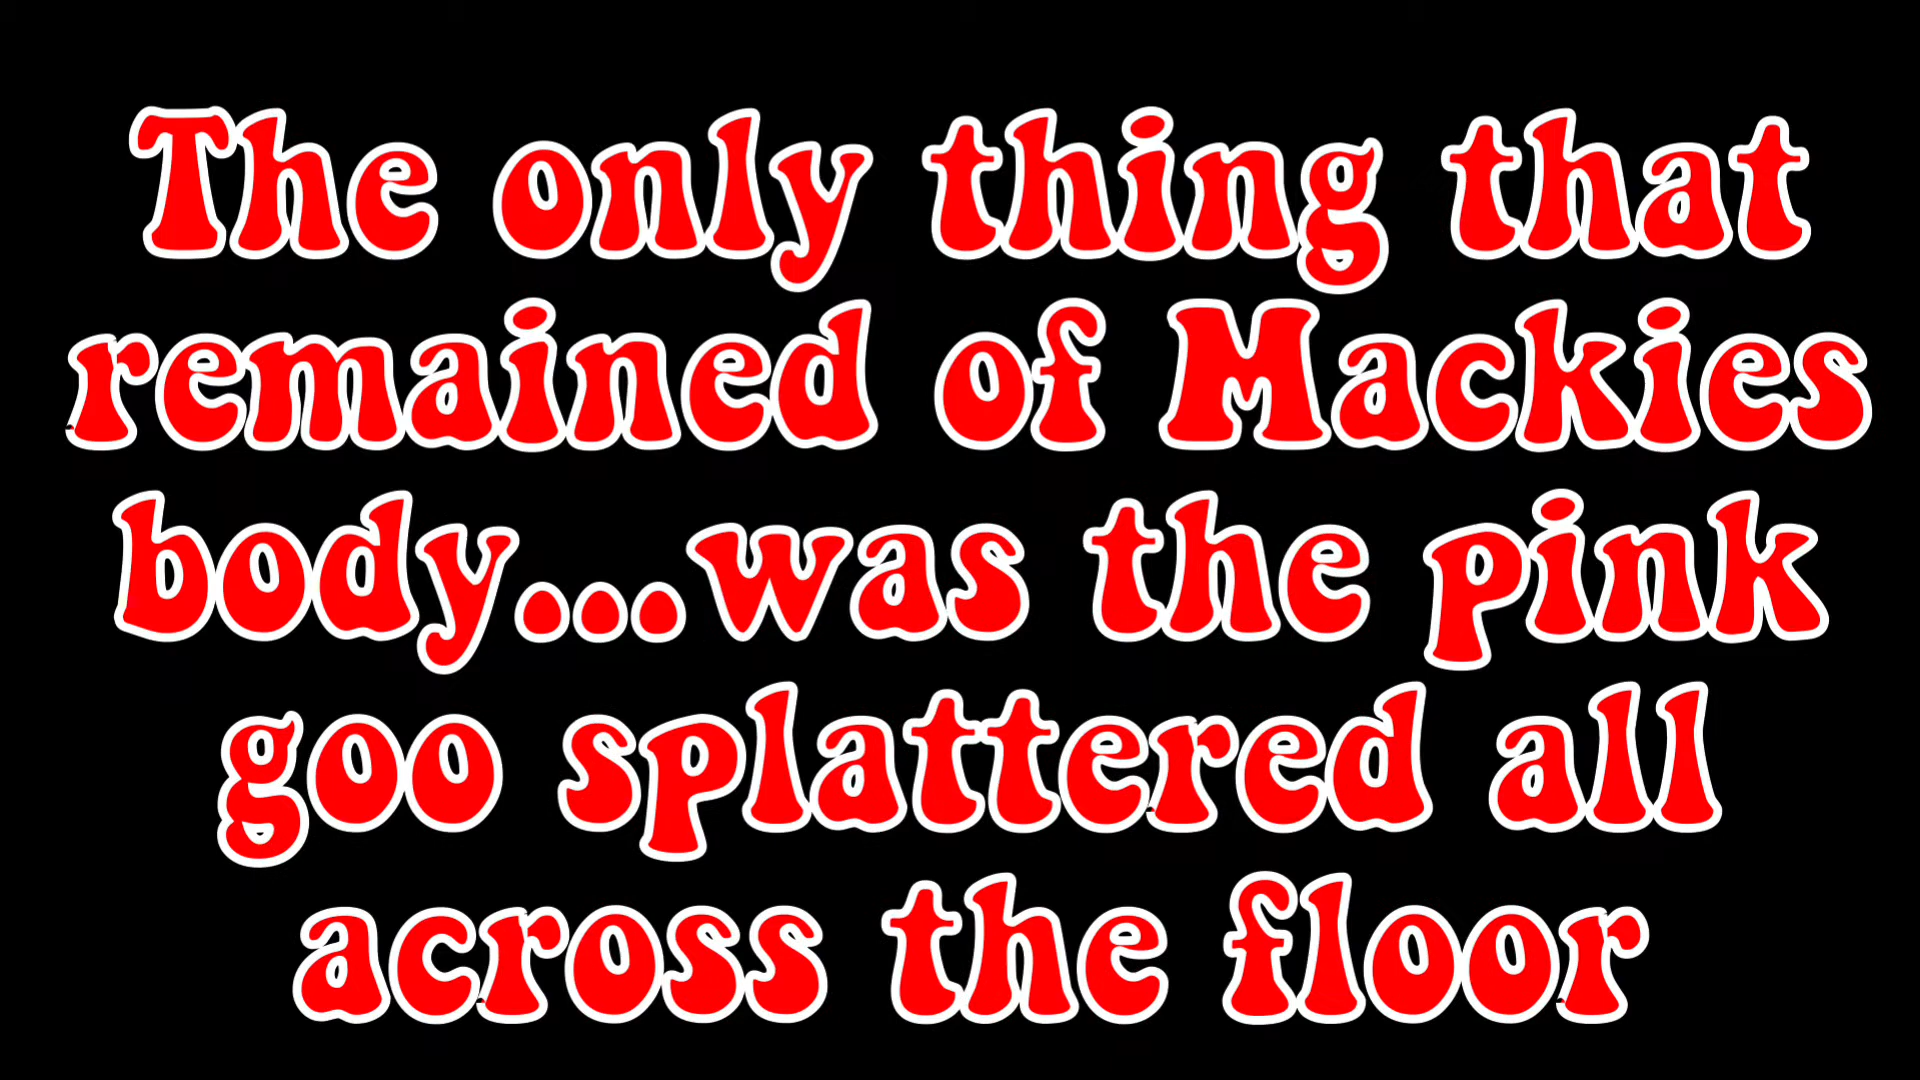 The only thing that
remained of Mackies
body...was the pink
goo splattered all
across the floor